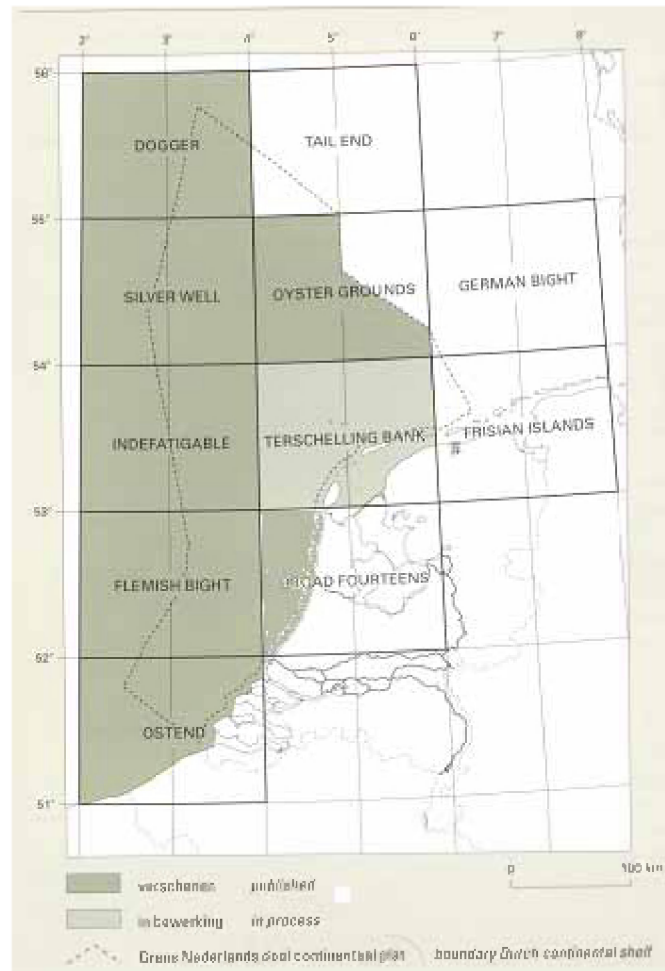 2° 3° 4° 5° 6° 7° 8°
56°
DOGGER
TAIL END
55°
SILVER WELL
OYSTER GROUNDS
GERMAN BIGHT
54°
INDEFATIGABLE
TERSCHELLING BANK
FRISIAN ISLANDS
53°
FLEMISH BIGHT
BROAD FOURTEENS
52°
OSTEND
51°
0 100 km
verschenen published
in bewerking in process
Grens Nederlands deel continentaal plat boundary Dutch continental shelf